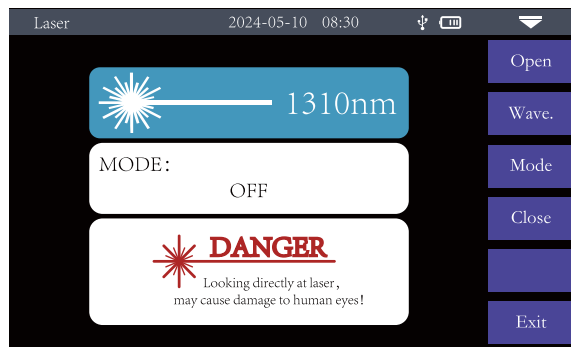 Laser 2024-05-10 08:30
Open
1310nm
Wave.
MODE:
OFF
Mode
Close
DANGER
Looking directly at laser,
may cause damage to human eyes!
Exit